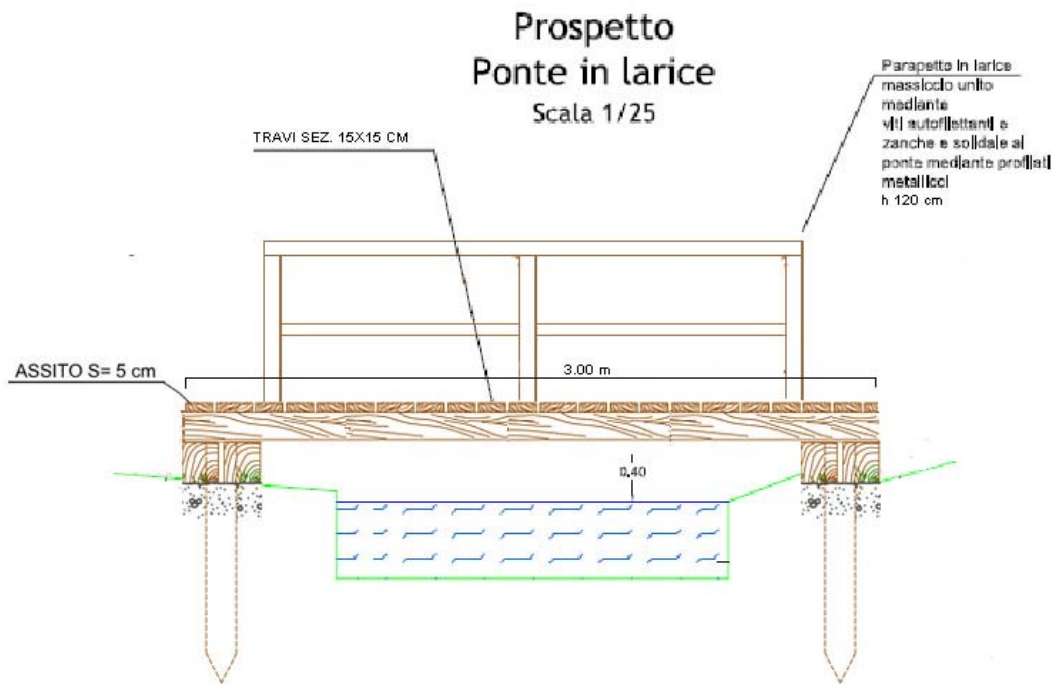 Prospetto
Ponte in larice
Scala 1/25
Parapetto in larice
massiccio unito
mediante
viti autofilettanti e
zanche e solidale al
ponte mediante profilati
metallici
h 120 cm
TRAVI SEZ. 15X15 CM
ASSITO S= 5 cm
3.00 m
0.40